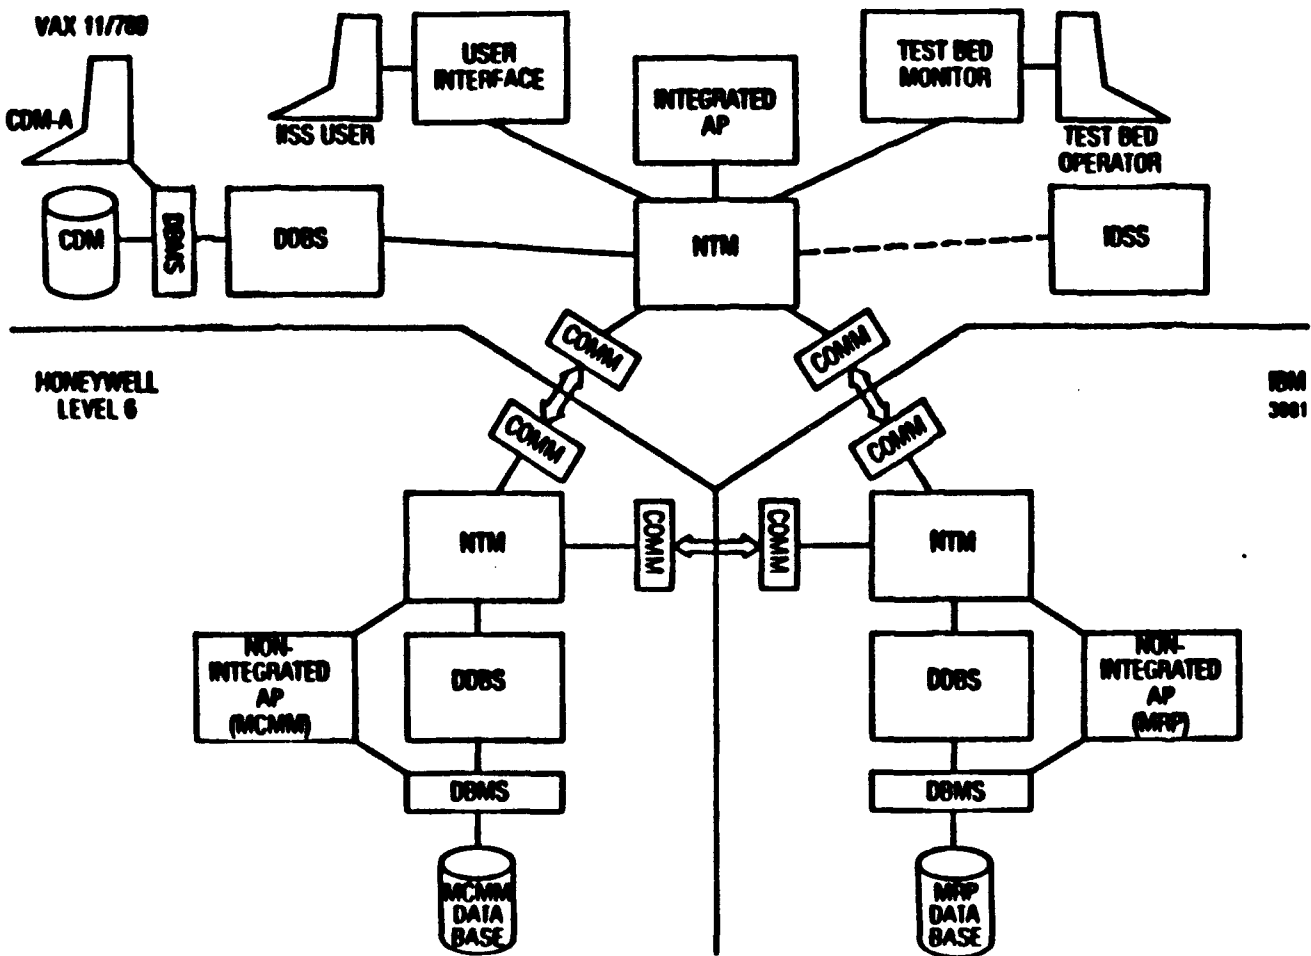 VAX 11/780
USER
INTERFACE
TEST BED
MONITOR
INTEGRATED
AP
CDM-A
IISS USER
TEST BED
OPERATOR
CDM
DBMS
DDBS
NTM
IDSS
COMM
COMM
HONEYWELL
LEVEL 6
IBM
3081
COMM
COMM
NTM
COMM
COMM
NTM
NON-
INTEGRATED
AP
(MCMM)
DDBS
DDBS
NON-
INTEGRATED
AP
(MRP)
DBMS
DBMS
MCMM
DATA
BASE
MRP
DATA
BASE